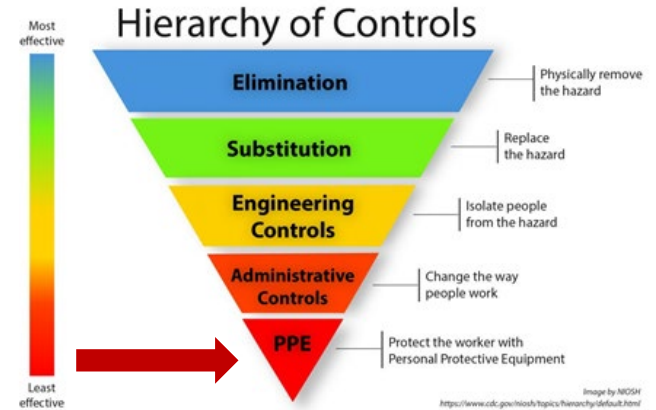 Hierarchy of Controls
Most
effective
Elimination
Physically remove
the hazard
Substitution
Replace
the hazard
Engineering
Controls
Isolate people
from the hazard
Administrative
Controls
Change the way
people work
PPE
Protect the worker with
Personal Protective Equipment
Least
effective
Image by NIOSH
https://www.cdc.gov/niosh/topics/hierarchy/default.html